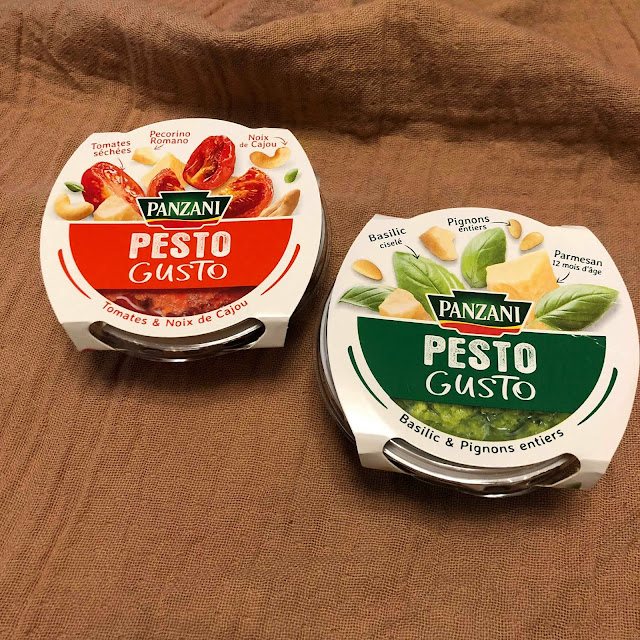 Tomates
séchées
Pecorino
Romano
Noix
de Cajou
PANZANI
PESTO
GUSTO
Tomates & Noix de Cajou
Basilic
ciselé
Pignons
entiers
Parmesan
12 mois d'âge
PANZANI
PESTO
GUSTO
Basilic & Pignons entiers